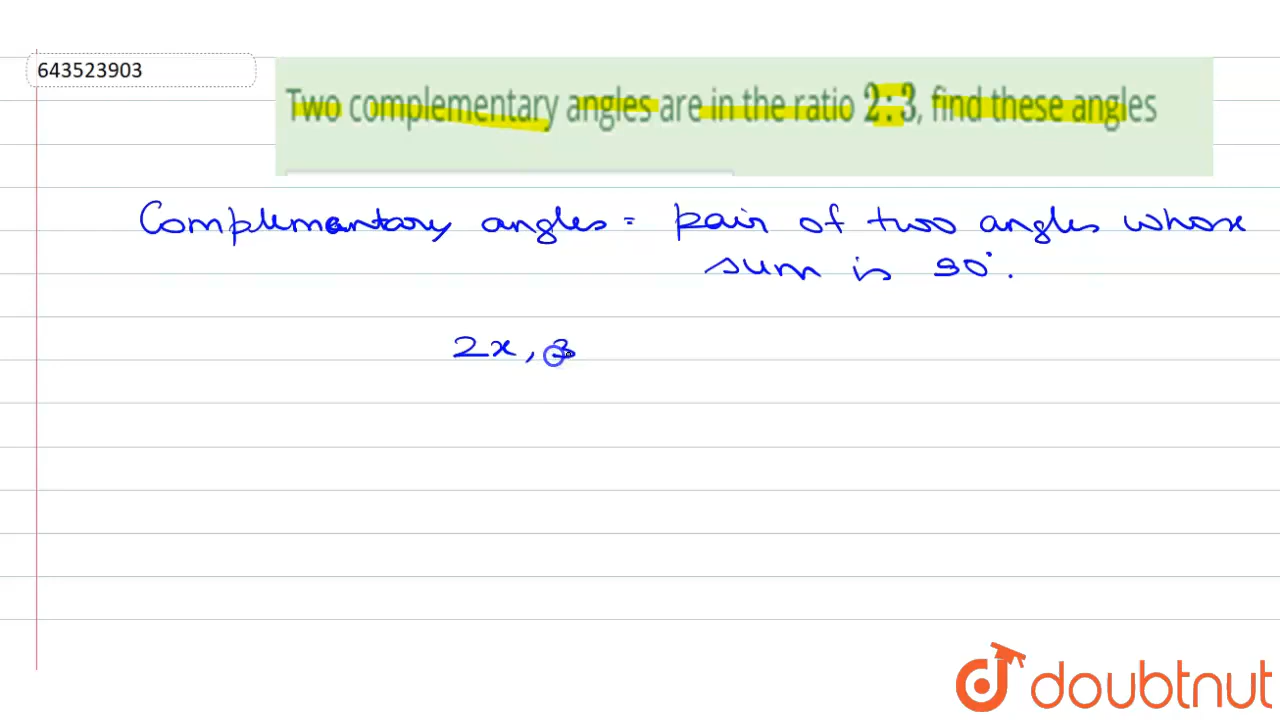 643523903
Two complementary angles are in the ratio 2 : 3, find these angles
Complementary angles = pair of two angles whose
sum is 90°.
2x, 3
doubtnut